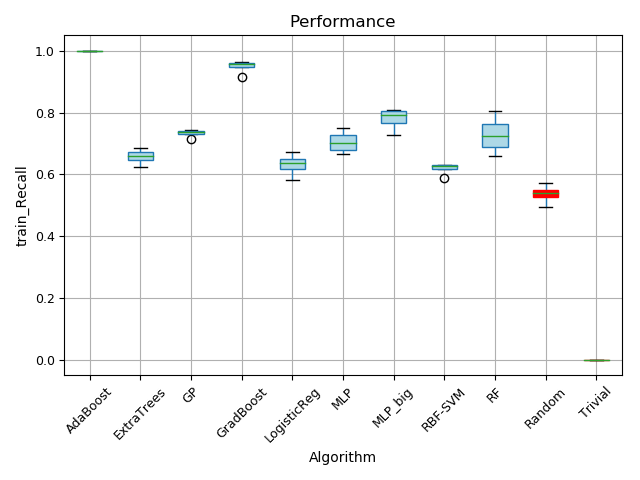 Performance
train_Recall
1.0
0.8
0.6
0.4
0.2
0.0
AdaBoost
ExtraTrees
GP
GradBoost
LogisticReg
MLP
MLP_big
RBF-SVM
RF
Random
Trivial
Algorithm